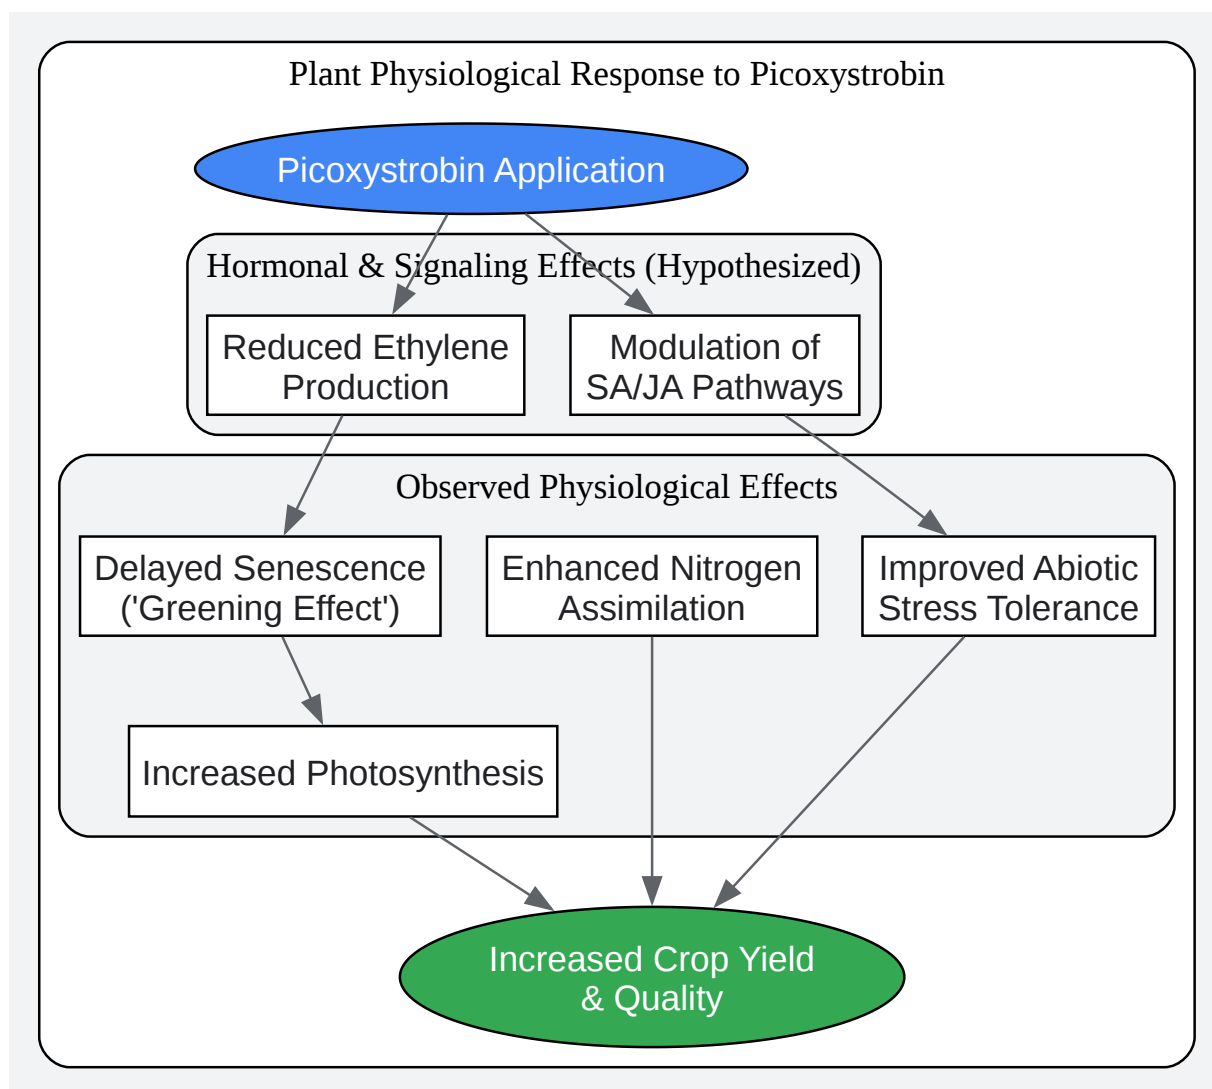 Plant Physiological Response to Picoxystrobin
Picoxystrobin Application
Hormonal & Signaling Effects (Hypothesized)
Reduced Ethylene
Production
Modulation of
SA/JA Pathways
Observed Physiological Effects
Delayed Senescence
('Greening Effect')
Enhanced Nitrogen
Assimilation
Improved Abiotic
Stress Tolerance
Increased Photosynthesis
Increased Crop Yield
& Quality